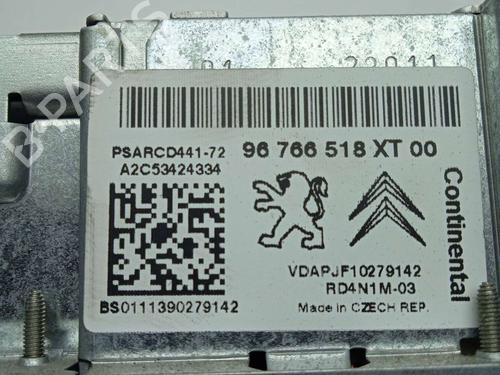 PSARCD441-72
A2C53424334
96 766 518 XT 00
Continental
VDAPJF10279142
RD4N1M-03
Made in CZECH REP.
BS0111390279142
B-PARTS